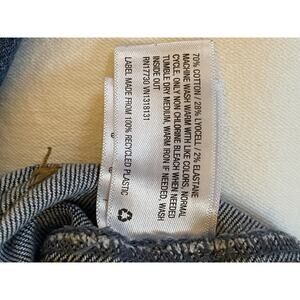 70% COTTON / 28% LYOCELL / 2% ELASTANE
MACHINE WASH WARM WITH LIKE COLORS, NORMAL
CYCLE. ONLY NON CHLORINE BLEACH WHEN NEEDED
TUMBLE DRY MEDIUM, WARM IRON IF NEEDED. WASH
INSIDE OUT
RN17730 VN1318131
LABEL MADE FROM 100% RECYCLED
PLASTIC.